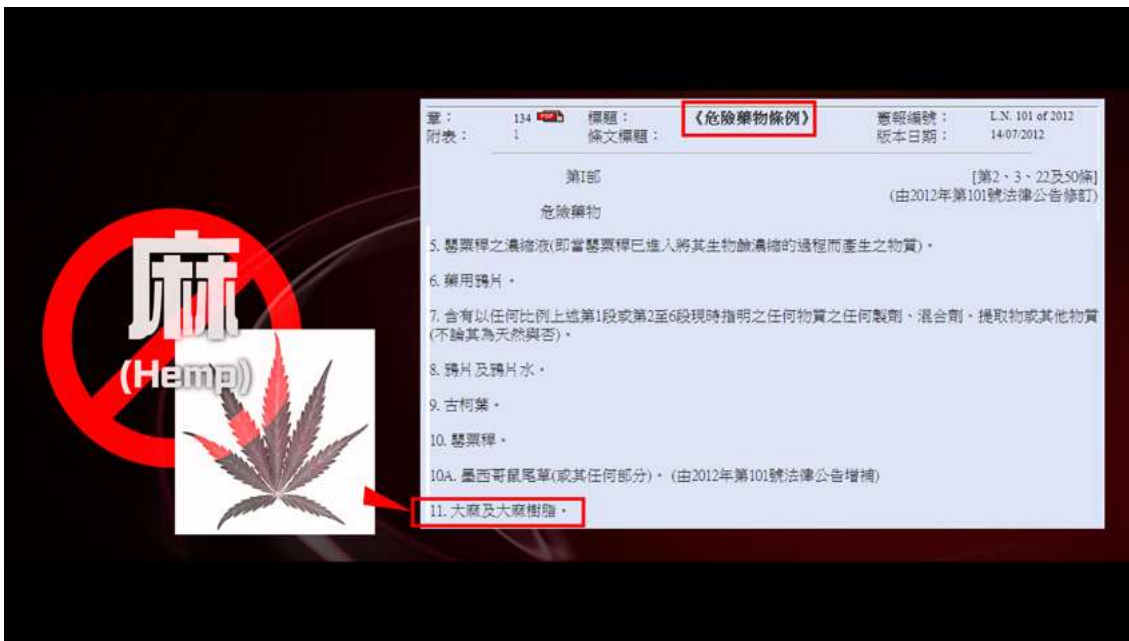 麻
(Hemp)
章： 134 PDF 標題： 《危險藥物條例》 憲報編號： L.N. 101 of 2012
附表： 1 條文標題： 版本日期： 14/07/2012
第I部 [第2、3、22及50條]
(由2012年第101號法律公告修訂)
危險藥物
5. 罌粟稈之濃縮液(即當罌粟稈已進入將其生物鹼濃縮的過程而產生之物質)。
6. 藥用鴉片。
7. 含有以任何比例上述第1段或第2至6段現時指明之任何物質之任何製劑、混合劑、提取物或其他物質
(不論其為天然與否)。
8. 鴉片及鴉片水。
9. 古柯葉。
10. 罌粟稈。
10A. 墨西哥鼠尾草(或其任何部分)。 (由2012年第101號法律公告增補)
11. 大麻及大麻樹脂。